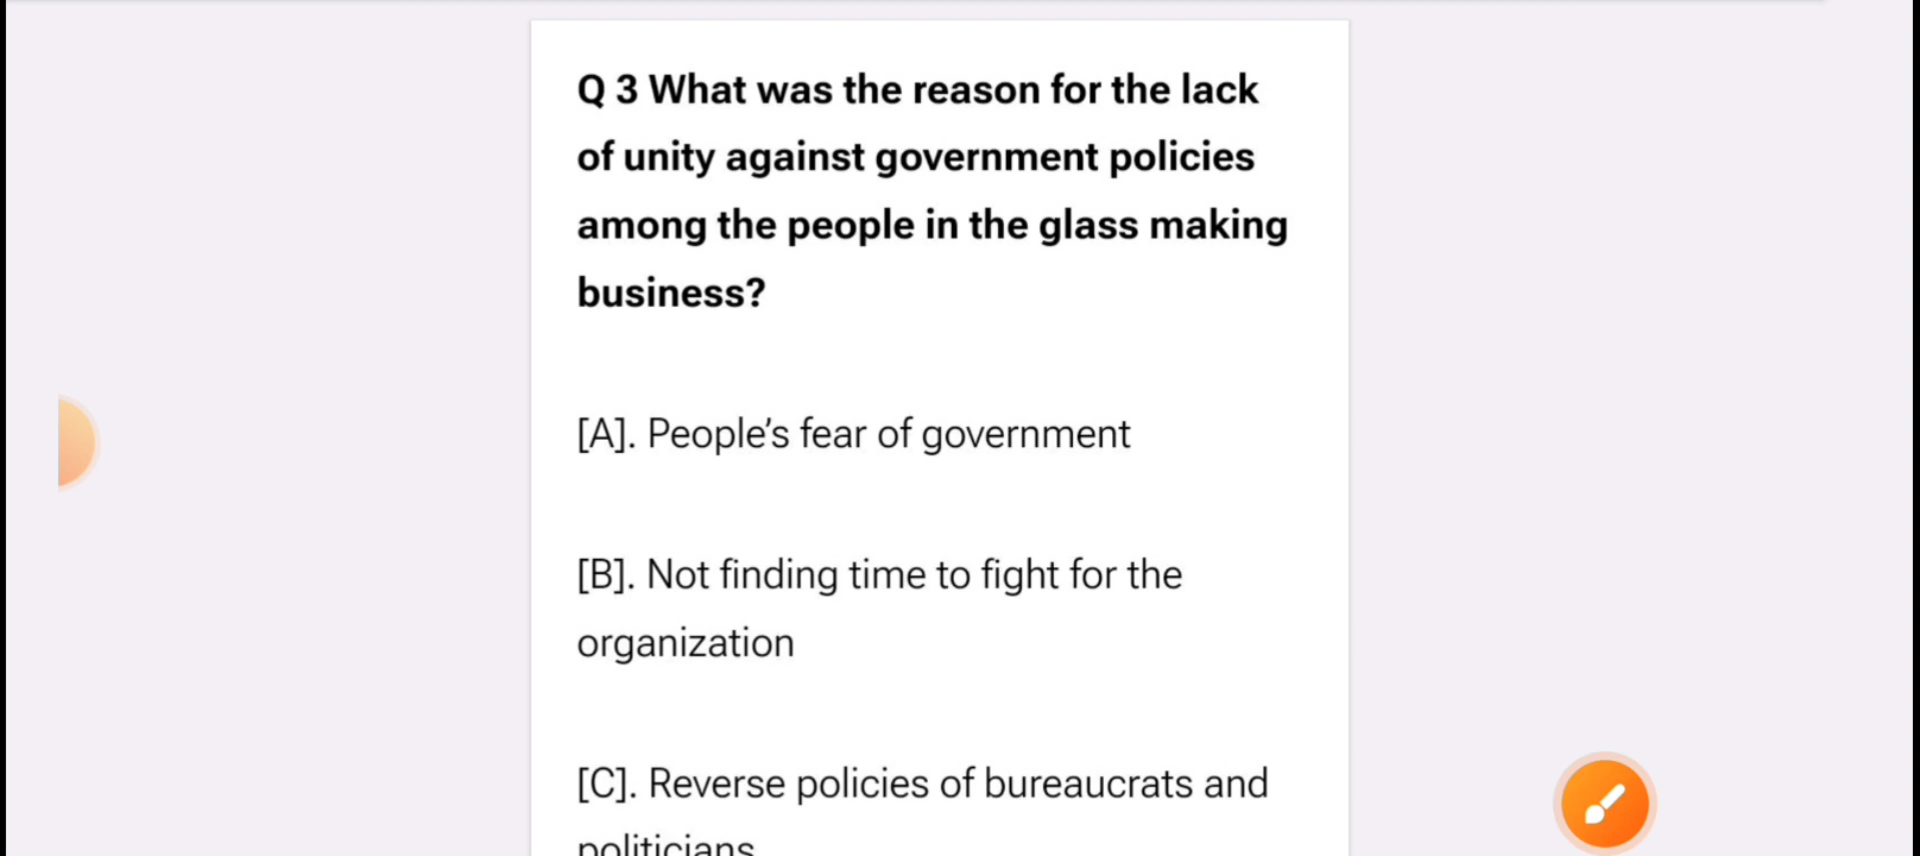 Q 3 What was the reason for the lack
of unity against government policies
among the people in the glass making
business?
[A]. People’s fear of government
[B]. Not finding time to fight for the
organization
[C]. Reverse policies of bureaucrats and
politicians